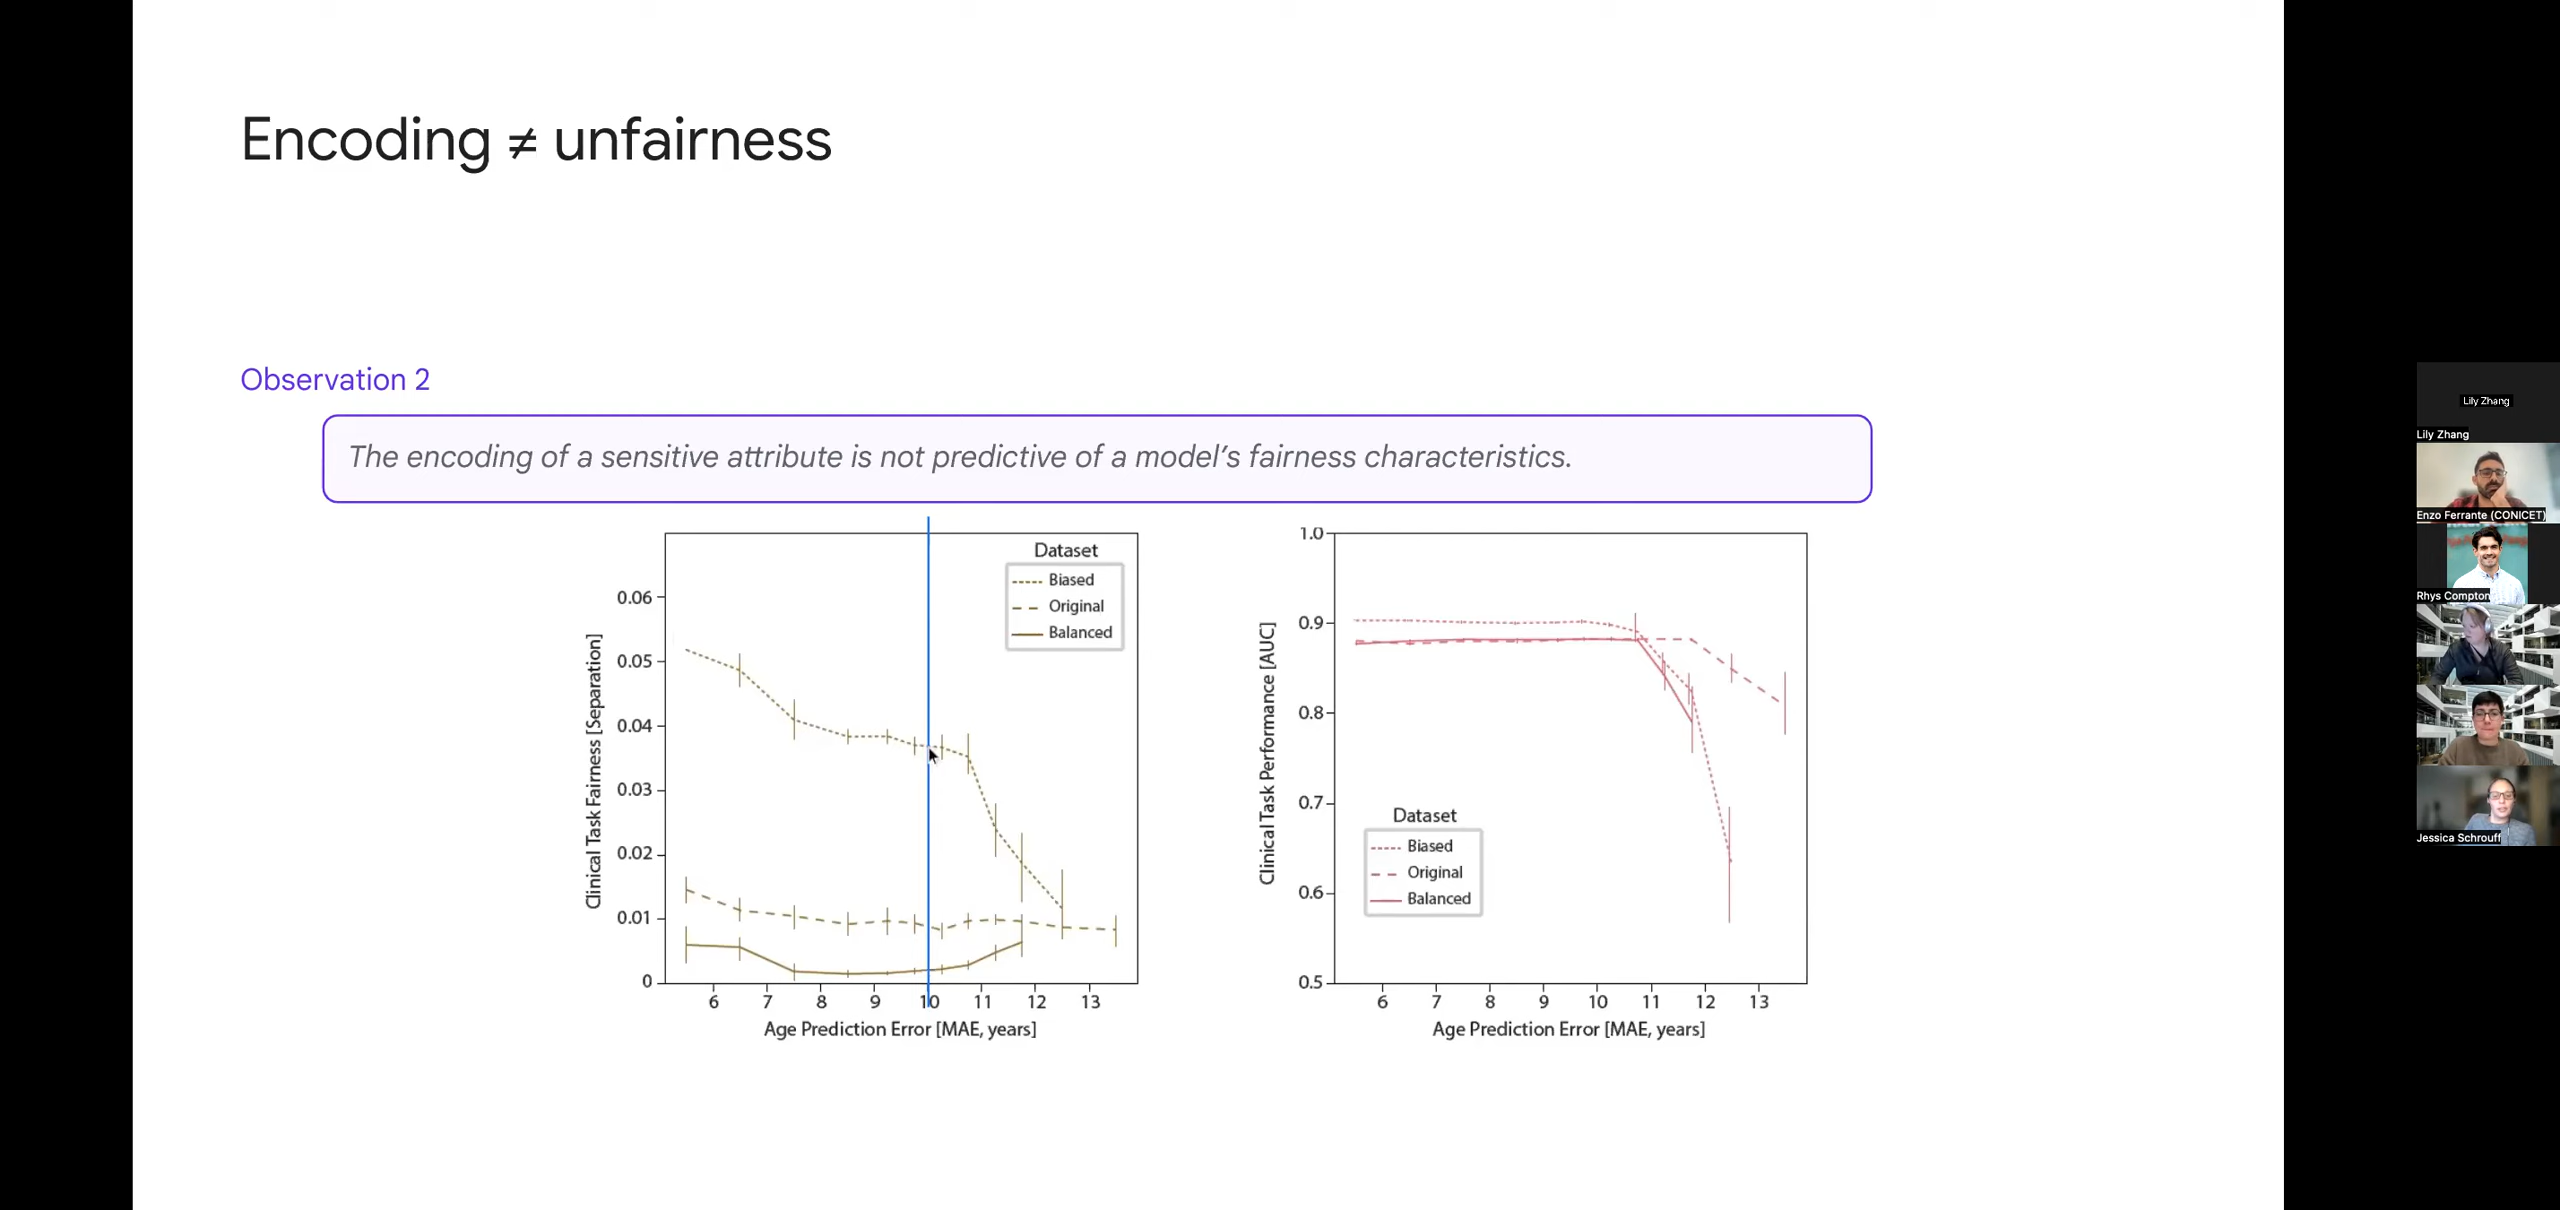 Encoding ≠ unfairness
Observation 2
The encoding of a sensitive attribute is not predictive of a model's fairness characteristics.
Clinical Task Fairness [Separation]
0.06
0.05
0.04
0.03
0.02
0.01
0
Dataset
Biased
Original
Balanced
6 7 8 9 10 11 12 13
Age Prediction Error [MAE, years]
Clinical Task Performance [AUC]
1.0
0.9
0.8
0.7
0.6
0.5
Dataset
Biased
Original
Balanced
6 7 8 9 10 11 12 13
Age Prediction Error [MAE, years]
Lily Zhang
Lily Zhang
Enzo Ferrante (CONICET)
Rhys Compton
Jessica Schrouff